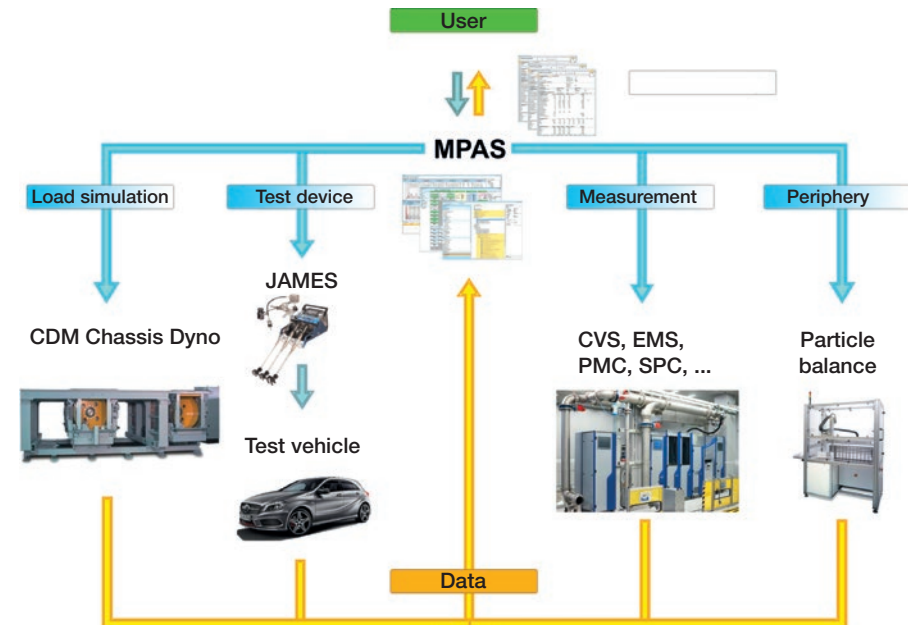 User
MPAS
Load simulation
Test device
Measurement
Periphery
JAMES
CDM Chassis Dyno
CVS, EMS,
PMC, SPC, ...
Particle
balance
Test vehicle
Data